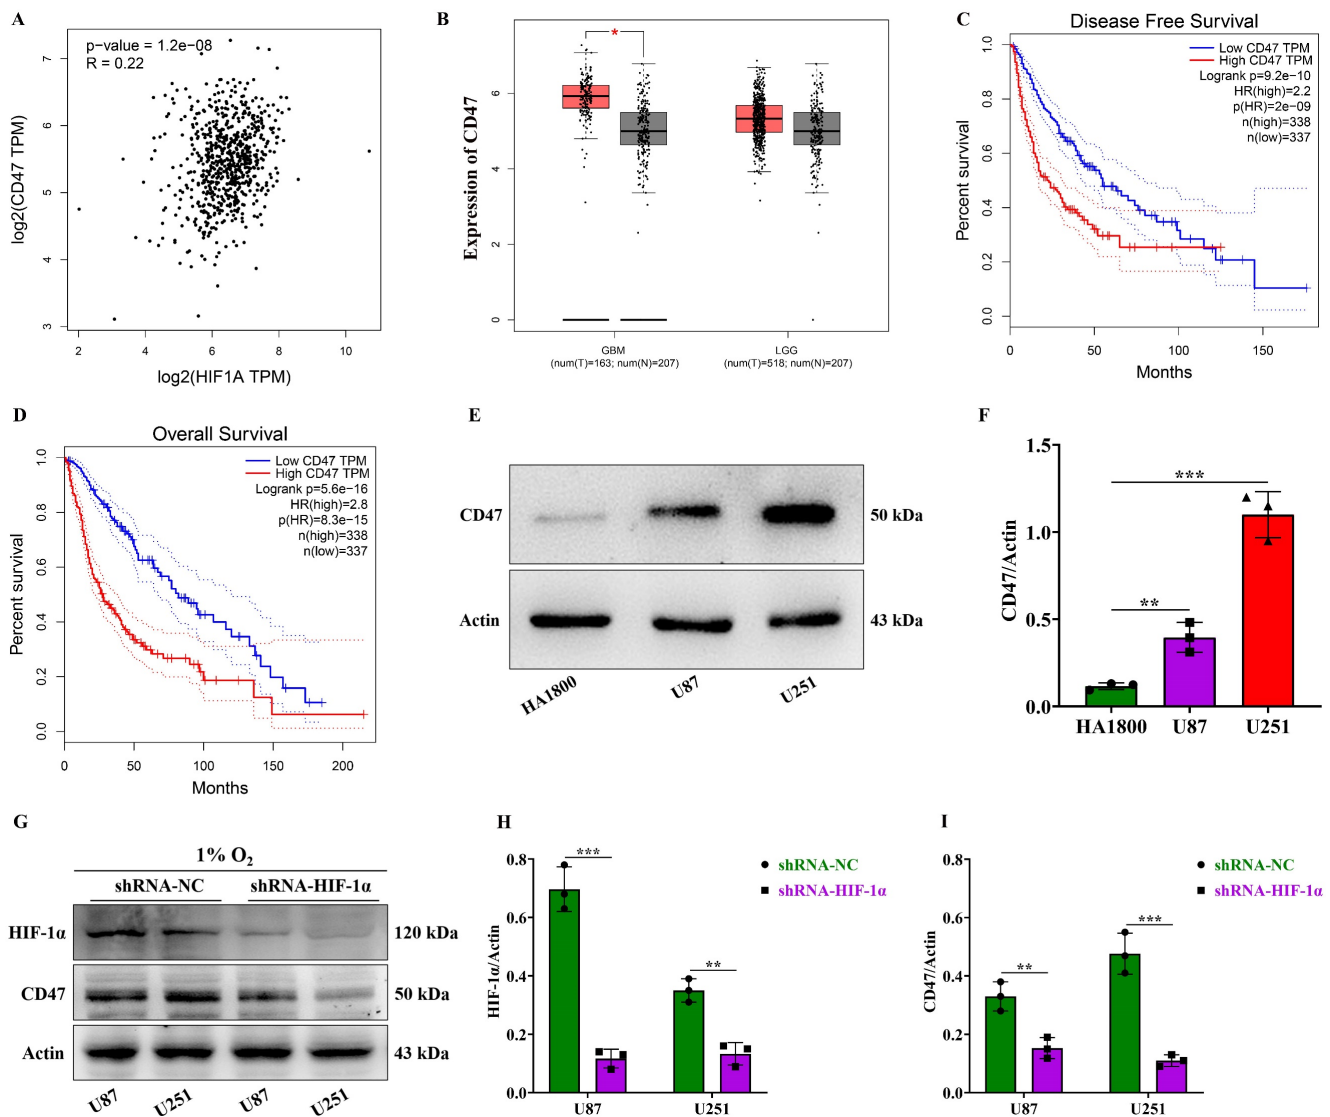 A
p-value = 1.2e-08
R = 0.22
7
6
5
4
3
2
4
6
8
10
log2(CD47 TPM)
log2(HIF1A TPM)
B
Expression of CD47
6
4
2
0
*
GBM
(num(T)=163; num(N)=207)
LGG
(num(T)=518; num(N)=207)
C
Disease Free Survival
Low CD47 TPM
High CD47 TPM
Logrank p=9.2e-10
HR(high)=2.2
p(HR)=2e-09
n(high)=338
n(low)=337
Percent survival
1.0
0.8
0.6
0.4
0.2
0.0
0
50
100
150
Months
D
Overall Survival
Low CD47 TPM
High CD47 TPM
Logrank p=5.6e-16
HR(high)=2.8
p(HR)=8.3e-15
n(high)=338
n(low)=337
Percent survival
1.0
0.8
0.6
0.4
0.2
0.0
0
50
100
150
200
Months
E
CD47
50 kDa
Actin
43 kDa
HA1800
U87
U251
F
CD47/Actin
1.5
1.0
0.5
0.0
***
**
HA1800
U87
U251
G
1% O2
shRNA-NC
shRNA-HIF-1α
HIF-1α
120 kDa
CD47
50 kDa
Actin
43 kDa
U87
U251
U87
U251
H
HIF-1α/Actin
0.8
0.6
0.4
0.2
0.0
***
**
shRNA-NC
shRNA-HIF-1α
U87
U251
I
CD47/Actin
0.8
0.6
0.4
0.2
0.0
**
***
shRNA-NC
shRNA-HIF-1α
U87
U251